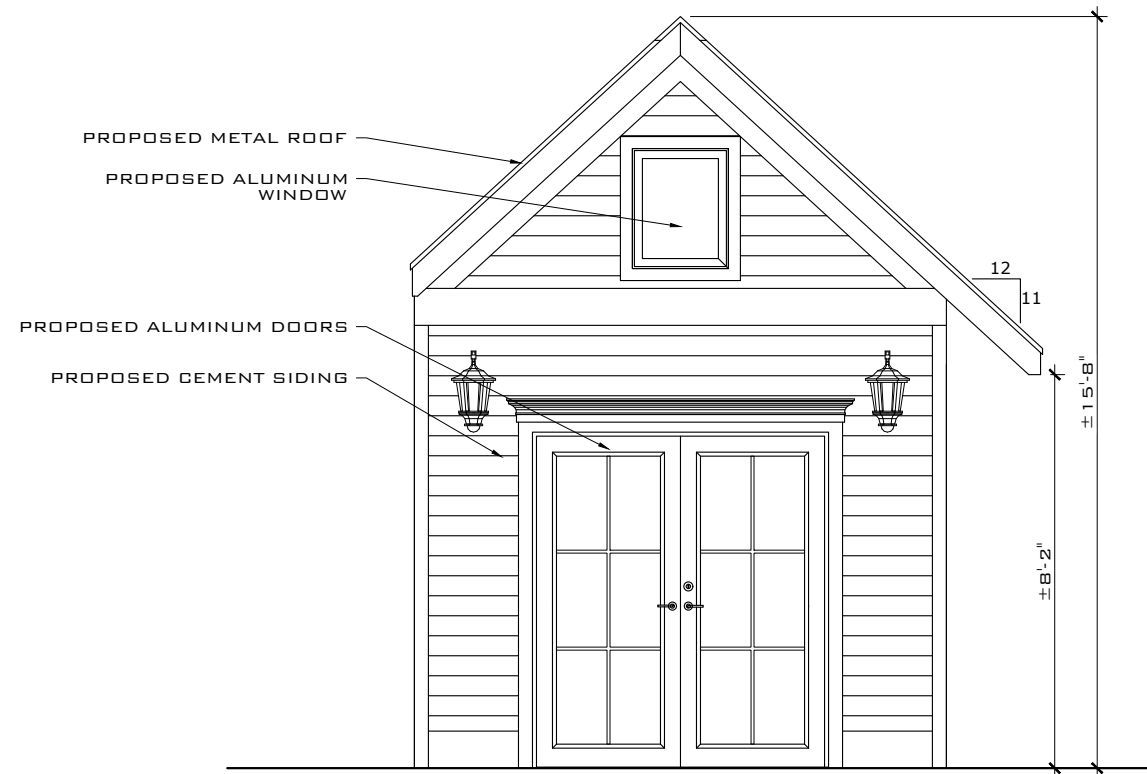 PROPOSED METAL ROOF
PROPOSED ALUMINUM
WINDOW
12
11
PROPOSED ALUMINUM DOORS
PROPOSED CEMENT SIDING
±15'-8"
±8'-2"